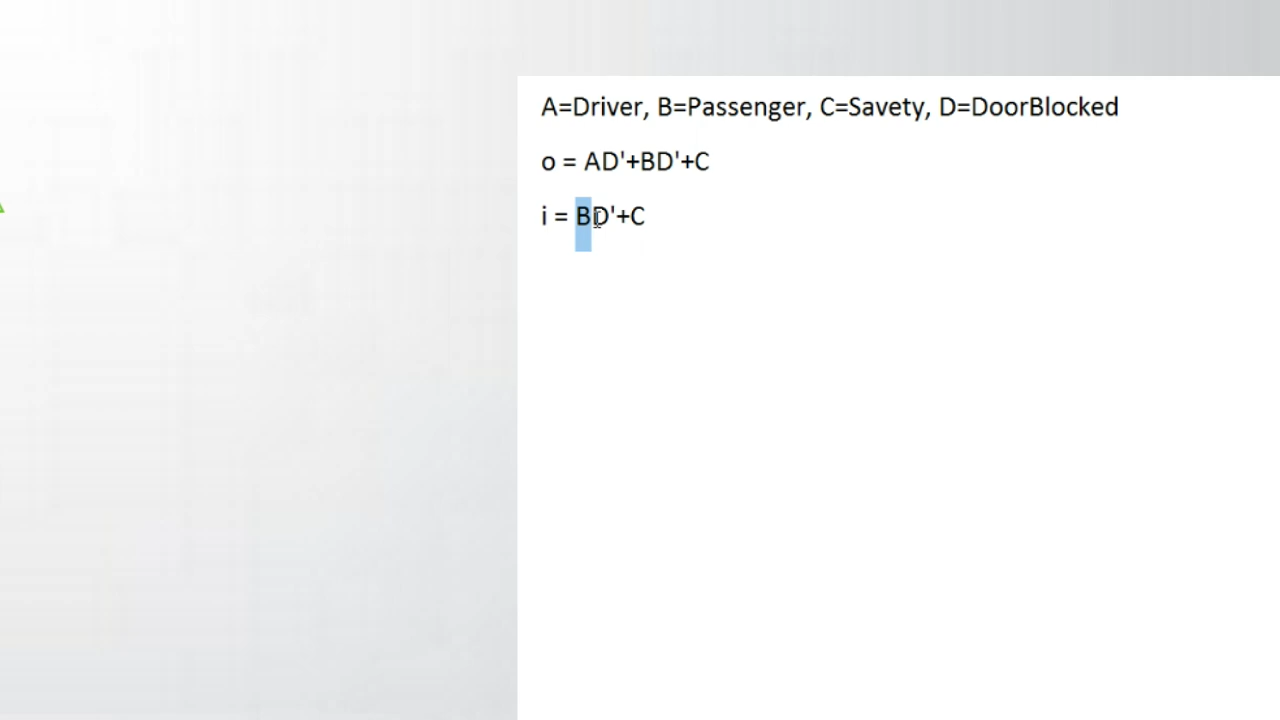 A=Driver, B=Passenger, C=Savety, D=DoorBlocked
o = AD'+BD'+C
i = BD'+C